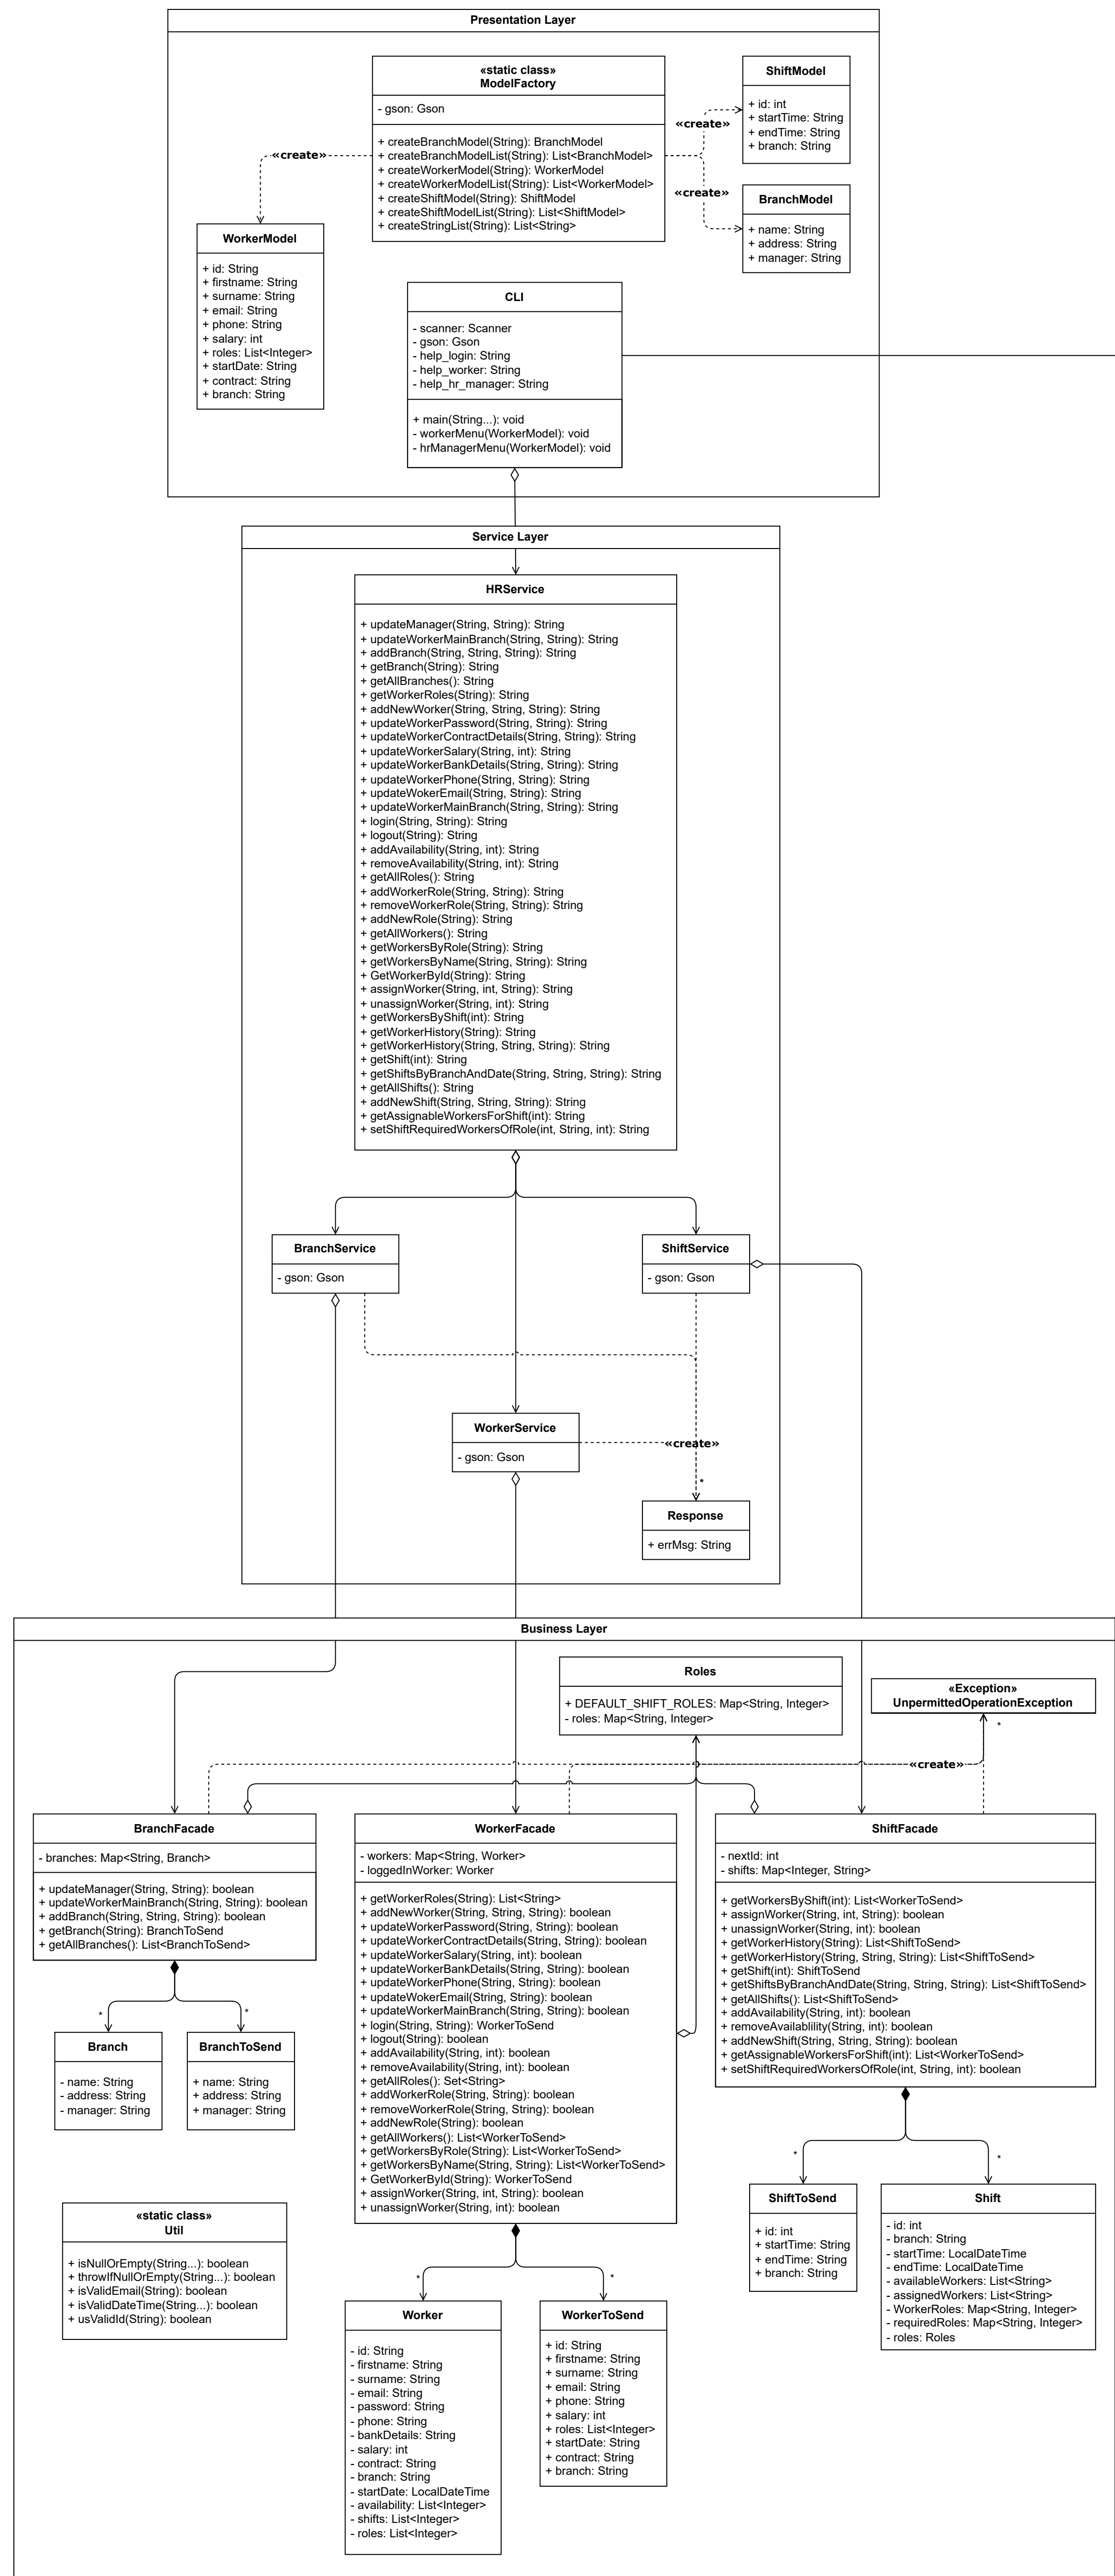 Presentation Layer
«static class»
ModelFactory
- gson: Gson
+ createBranchModel(String): BranchModel
+ createBranchModelList(String): List<BranchModel>
+ createWorkerModel(String): WorkerModel
+ createWorkerModelList(String): List<WorkerModel>
+ createShiftModel(String): ShiftModel
+ createShiftModelList(String): List<ShiftModel>
+ createStringList(String): List<String>
«create»
«create»
«create»
ShiftModel
+ id: int
+ startTime: String
+ endTime: String
+ branch: String
BranchModel
+ name: String
+ address: String
+ manager: String
WorkerModel
+ id: String
+ firstname: String
+ surname: String
+ email: String
+ phone: String
+ salary: int
+ roles: List<Integer>
+ startDate: String
+ contract: String
+ branch: String
CLI
- scanner: Scanner
- gson: Gson
- help_login: String
- help_worker: String
- help_hr_manager: String
+ main(String...): void
- workerMenu(WorkerModel): void
- hrManagerMenu(WorkerModel): void
Service Layer
HRService
+ updateManager(String, String): String
+ updateWorkerMainBranch(String, String): String
+ addBranch(String, String, String): String
+ getBranch(String): String
+ getAllBranches(): String
+ getWorkerRoles(String): String
+ addNewWorker(String, String, String): String
+ updateWorkerPassword(String, String): String
+ updateWorkerContractDetails(String, String): String
+ updateWorkerSalary(String, int): String
+ updateWorkerBankDetails(String, String): String
+ updateWorkerPhone(String, String): String
+ updateWokerEmail(String, String): String
+ updateWorkerMainBranch(String, String): String
+ login(String, String): String
+ logout(String): String
+ addAvailability(String, int): String
+ removeAvailability(String, int): String
+ getAllRoles(): String
+ addWorkerRole(String, String): String
+ removeWorkerRole(String, String): String
+ addNewRole(String): String
+ getAllWorkers(): String
+ getWorkersByRole(String): String
+ getWorkersByName(String, String): String
+ GetWorkerById(String): String
+ assignWorker(String, int, String): String
+ unassignWorker(String, int): String
+ getWorkersByShift(int): String
+ getWorkerHistory(String): String
+ getWorkerHistory(String, String, String): String
+ getShift(int): String
+ getShiftsByBranchAndDate(String, String, String): String
+ getAllShifts(): String
+ addNewShift(String, String, String): String
+ getAssignableWorkersForShift(int): String
+ setShiftRequiredWorkersOfRole(int, String, int): String
BranchService
- gson: Gson
ShiftService
- gson: Gson
WorkerService
- gson: Gson
«create»
*
Response
+ errMsg: String
Business Layer
Roles
+ DEFAULT_SHIFT_ROLES: Map<String, Integer>
- roles: Map<String, Integer>
«Exception»
UnpermittedOperationException
*
«create»
BranchFacade
- branches: Map<String, Branch>
+ updateManager(String, String): boolean
+ updateWorkerMainBranch(String, String): boolean
+ addBranch(String, String, String): boolean
+ getBranch(String): BranchToSend
+ getAllBranches(): List<BranchToSend>
*
*
Branch
- name: String
- address: String
- manager: String
BranchToSend
+ name: String
+ address: String
+ manager: String
WorkerFacade
- workers: Map<String, Worker>
- loggedInWorker: Worker
+ getWorkerRoles(String): List<String>
+ addNewWorker(String, String, String): boolean
+ updateWorkerPassword(String, String): boolean
+ updateWorkerContractDetails(String, String): boolean
+ updateWorkerSalary(String, int): boolean
+ updateWorkerBankDetails(String, String): boolean
+ updateWorkerPhone(String, String): boolean
+ updateWokerEmail(String, String): boolean
+ updateWorkerMainBranch(String, String): boolean
+ login(String, String): WorkerToSend
+ logout(String): boolean
+ addAvailability(String, int): boolean
+ removeAvailability(String, int): boolean
+ getAllRoles(): Set<String>
+ addWorkerRole(String, String): boolean
+ removeWorkerRole(String, String): boolean
+ addNewRole(String): boolean
+ getAllWorkers(): List<WorkerToSend>
+ getWorkersByRole(String): List<WorkerToSend>
+ getWorkersByName(String, String): List<WorkerToSend>
+ GetWorkerById(String): WorkerToSend
+ assignWorker(String, int, String): boolean
+ unassignWorker(String, int): boolean
ShiftFacade
- nextId: int
- shifts: Map<Integer, String>
+ getWorkersByShift(int): List<WorkerToSend>
+ assignWorker(String, int, String): boolean
+ unassignWorker(String, int): boolean
+ getWorkerHistory(String): List<ShiftToSend>
+ getWorkerHistory(String, String, String): List<ShiftToSend>
+ getShift(int): ShiftToSend
+ getShiftsByBranchAndDate(String, String, String): List<ShiftToSend>
+ getAllShifts(): List<ShiftToSend>
+ addAvailability(String, int): boolean
+ removeAvailablility(String, int): boolean
+ addNewShift(String, String, String): boolean
+ getAssignableWorkersForShift(int): List<WorkerToSend>
+ setShiftRequiredWorkersOfRole(int, String, int): boolean
*
*
ShiftToSend
+ id: int
+ startTime: String
+ endTime: String
+ branch: String
Shift
- id: int
- branch: String
- startTime: LocalDateTime
- endTime: LocalDateTime
- availableWorkers: List<String>
- assignedWorkers: List<String>
- WorkerRoles: Map<String, Integer>
- requiredRoles: Map<String, Integer>
- roles: Roles
«static class»
Util
+ isNullOrEmpty(String...): boolean
+ throwIfNullOrEmpty(String...): boolean
+ isValidEmail(String): boolean
+ isValidDateTime(String...): boolean
+ usValidId(String): boolean
*
*
Worker
- id: String
- firstname: String
- surname: String
- email: String
- password: String
- phone: String
- bankDetails: String
- salary: int
- contract: String
- branch: String
- startDate: LocalDateTime
- availability: List<Integer>
- shifts: List<Integer>
- roles: List<Integer>
WorkerToSend
+ id: String
+ firstname: String
+ surname: String
+ email: String
+ phone: String
+ salary: int
+ roles: List<Integer>
+ startDate: String
+ contract: String
+ branch: String